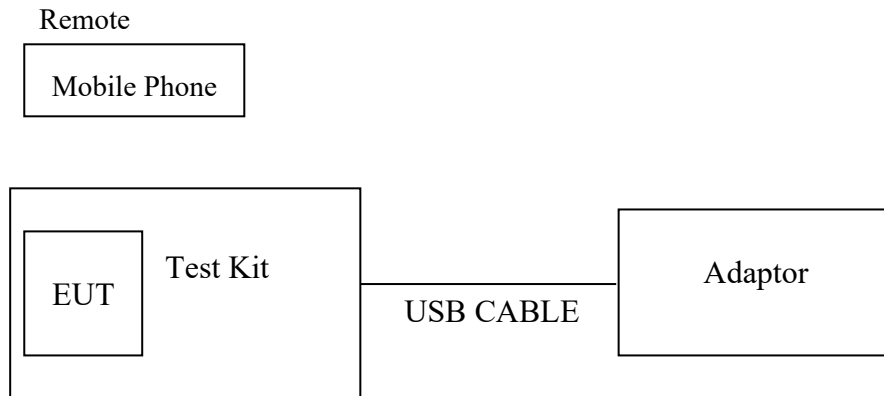 Remote
Mobile Phone
Test Kit
EUT
Adaptor
USB CABLE